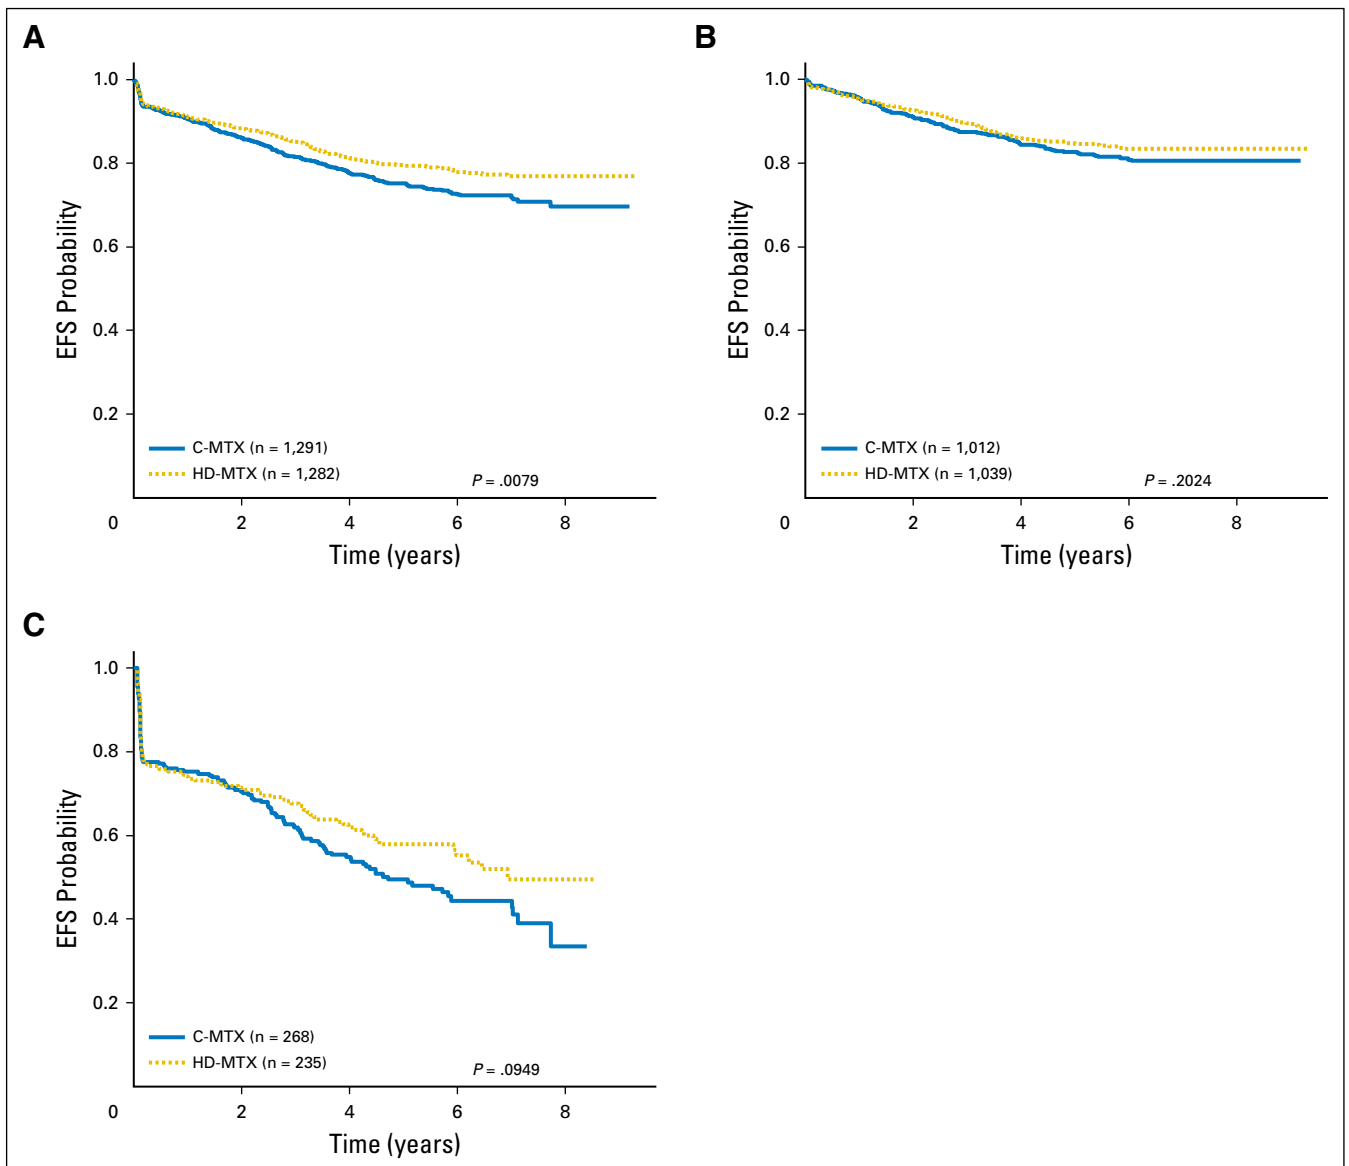 A
1.0
0.8
0.6
0.4
0.2
EFS Probability
C-MTX (n = 1,291)
HD-MTX (n = 1,282)
P = .0079
0 2 4 6 8
Time (years)
B
1.0
0.8
0.6
0.4
0.2
EFS Probability
C-MTX (n = 1,012)
HD-MTX (n = 1,039)
P = .2024
0 2 4 6 8
Time (years)
C
1.0
0.8
0.6
0.4
0.2
EFS Probability
C-MTX (n = 268)
HD-MTX (n = 235)
P = .0949
0 2 4 6 8
Time (years)